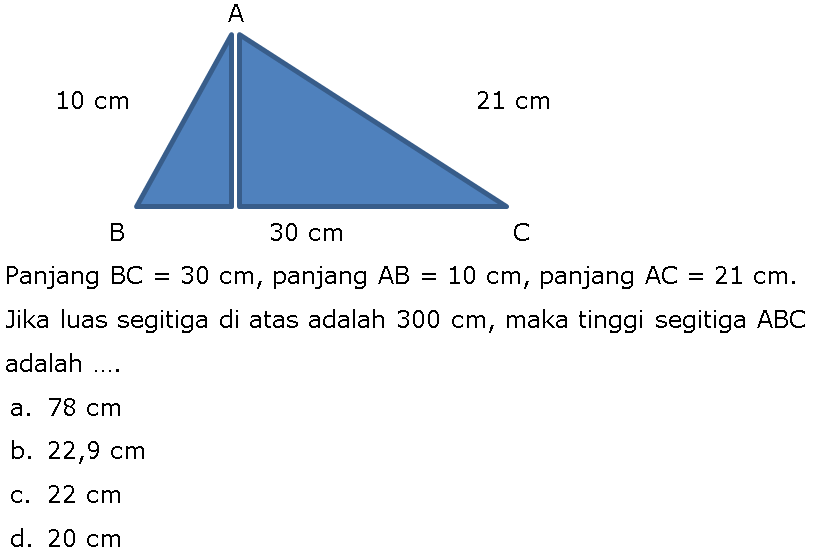 A
10 cm
21 cm
B
30 cm
C
Panjang BC = 30 cm, panjang AB = 10 cm, panjang AC = 21 cm.
Jika luas segitiga di atas adalah 300 cm, maka tinggi segitiga ABC
adalah ....
a. 78 cm
b. 22,9 cm
c. 22 cm
d. 20 cm